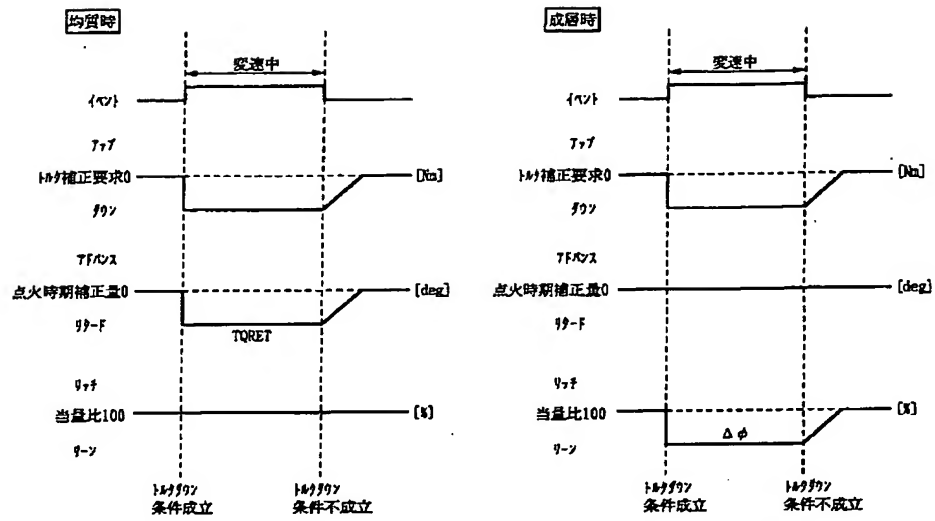 均質時
変速中
イベント
アップ
トルク補正要求0
[Nm]
ダウン
アドバンス
点火時期補正量0
[deg]
リタード
TQRET
リッチ
当量比100
[%]
リーン
トルクダウン
条件成立
トルクダウン
条件不成立
成層時
変速中
イベント
アップ
トルク補正要求0
[Nm]
ダウン
アドバンス
点火時期補正量0
[deg]
リタード
リッチ
当量比100
[%]
Δφ
リーン
トルクダウン
条件成立
トルクダウン
条件不成立